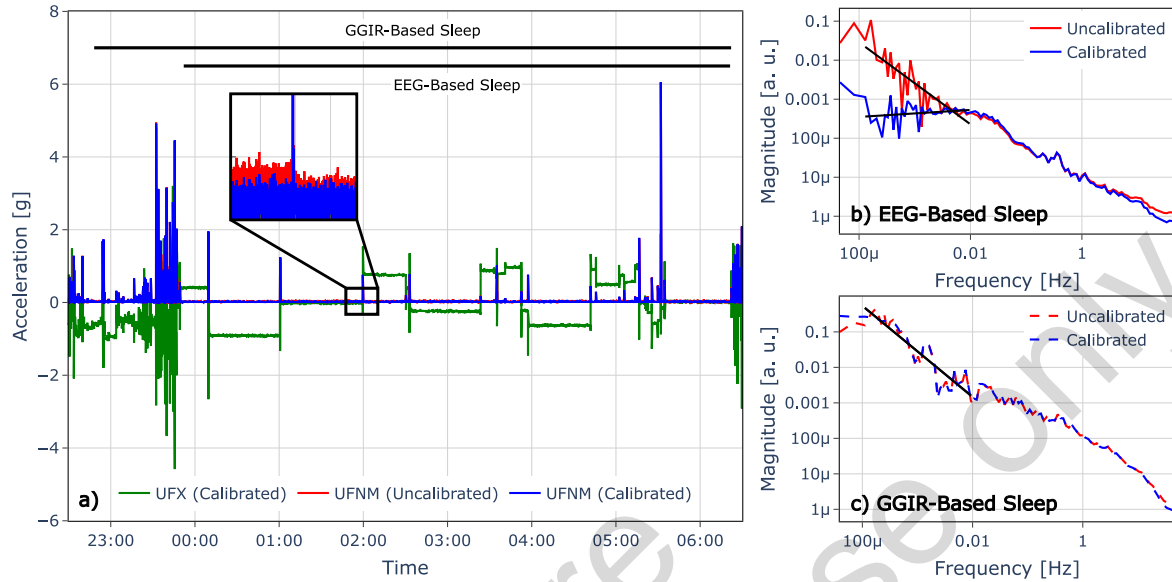 8
6
4
2
0
−2
−4
−6
Acceleration [g]
GGIR-Based Sleep
EEG-Based Sleep
a)
UFX (Calibrated)
UFNM (Uncalibrated)
UFNM (Calibrated)
23:00 00:00 01:00 02:00 03:00 04:00 05:00 06:00
Time
0.1
0.01
0.001
100μ
10μ
1μ
Magnitude [a. u.]
Uncalibrated
Calibrated
b) EEG-Based Sleep
100μ 0.01 1
Frequency [Hz]
0.1
0.01
0.001
100μ
10μ
1μ
Magnitude [a. u.]
Uncalibrated
Calibrated
c) GGIR-Based Sleep
100μ 0.01 1
Frequency [Hz]
se only